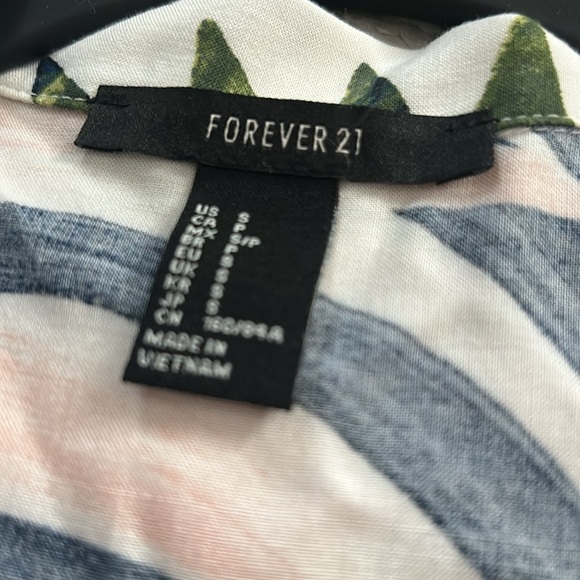 FOREVER 21
US S
CA P
MX S/P
BR P
EU S
UK S
KR S
JP S
CN 160/84A
MADE IN
VIETNAM